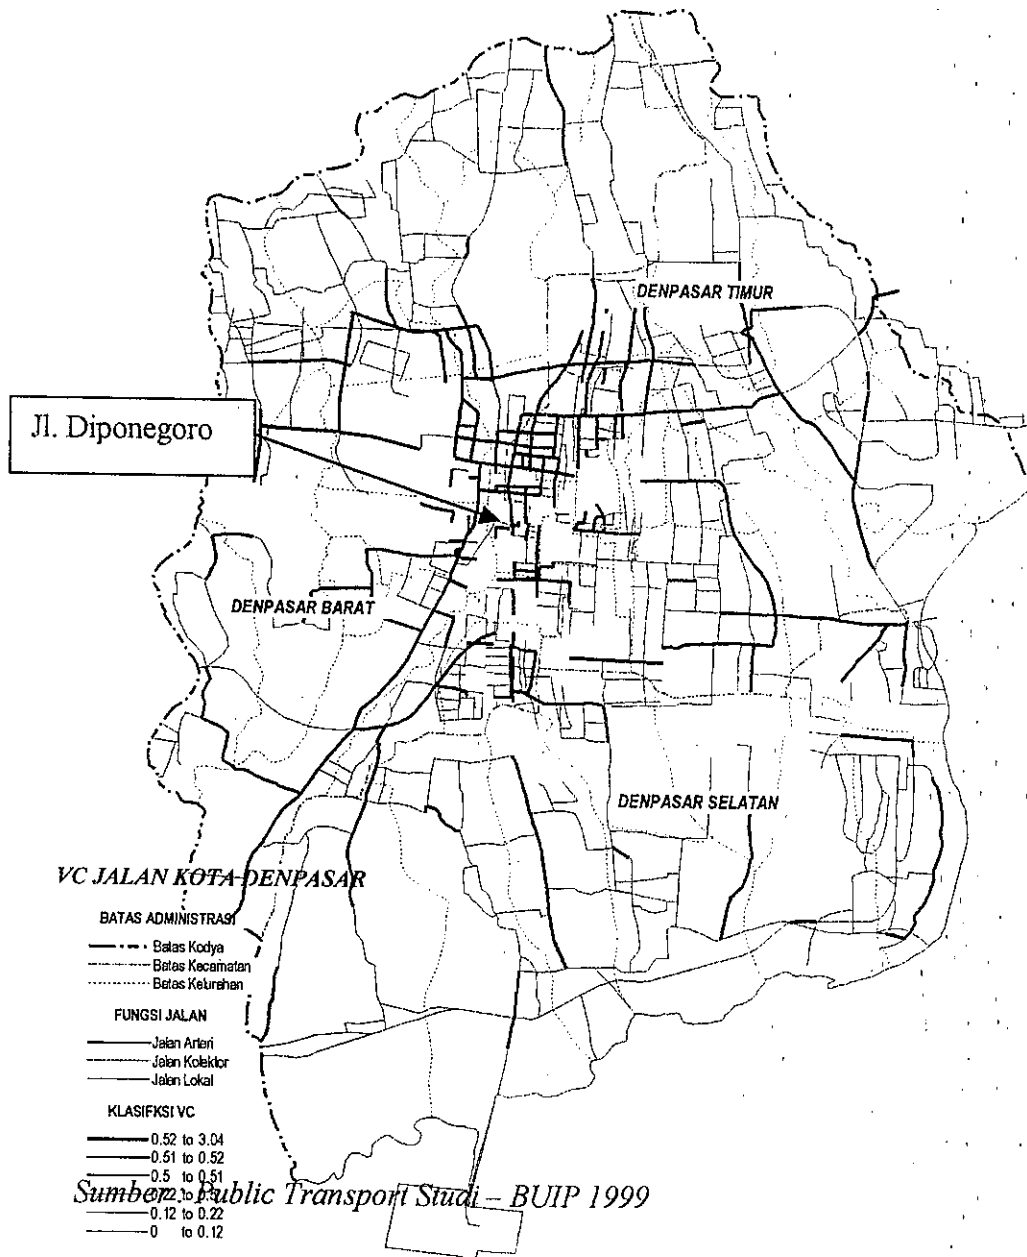 DENPASAR TIMUR
Jl. Diponegoro
DENPASAR BARAT
DENPASAR SELATAN
VC JALAN KOTA DENPASAR
BATAS ADMINISTRASI
Batas Kodya
Batas Kecamatan
Batas Kelurahan
FUNGSI JALAN
Jalan Arteri
Jalan Kolektor
Jalan Lokal
KLASIFKSI VC
0.52 to 3.04
0.51 to 0.52
0.5 to 0.51
Sumber : Public Transport Studi – BUIP 1999
0.12 to 0.22
0 to 0.12